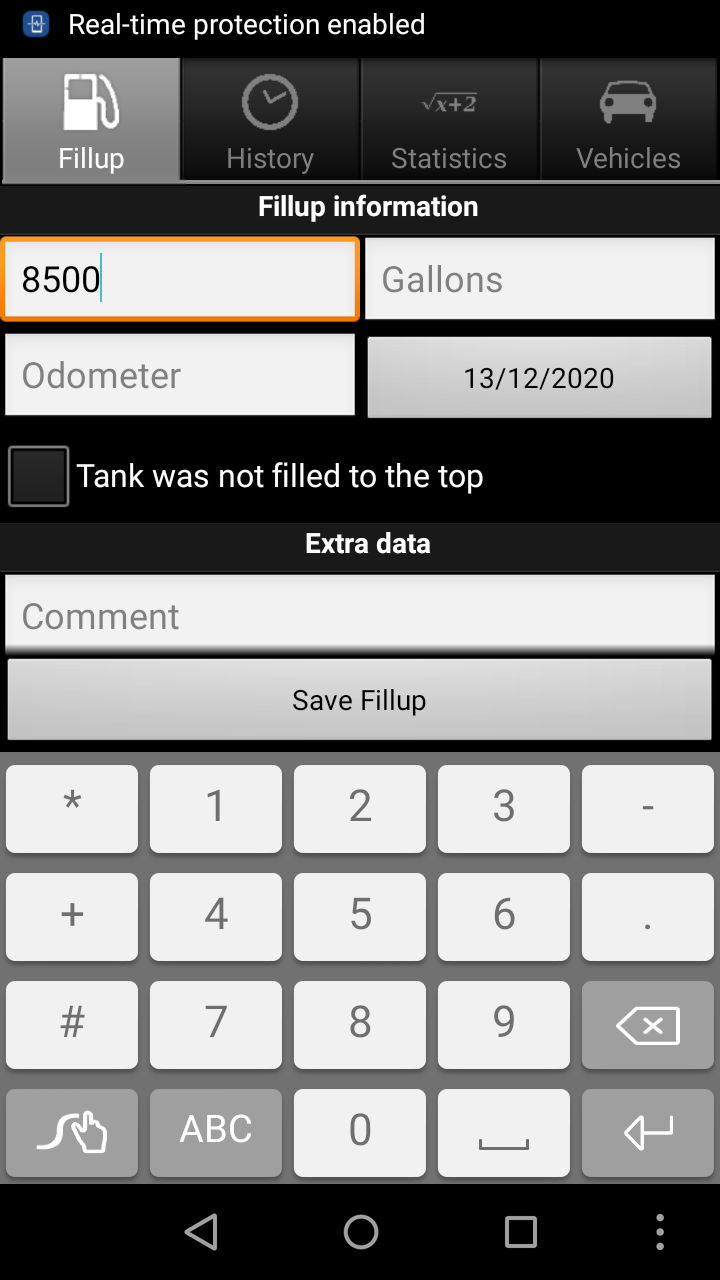 Real-time protection enabled
Fillup
History
√x+2
Statistics
Vehicles
Fillup information
8500
Gallons
Odometer
13/12/2020
Tank was not filled to the top
Extra data
Comment
Save Fillup
* 1 2 3 -
+ 4 5 6 .
# 7 8 9
ABC 0